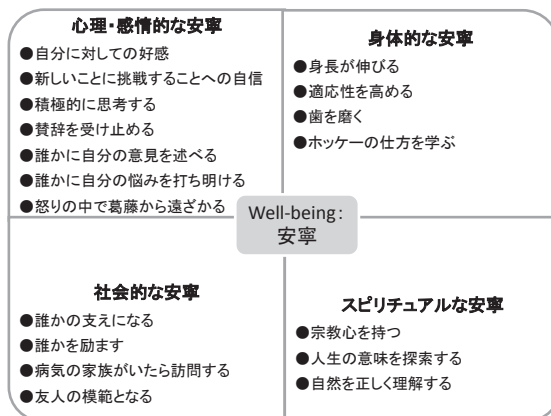 心理・感情的な安寧
●自分に対しての好感
●新しいことに挑戦することへの自信
●積極的に思考する
●賛辞を受け止める
●誰かに自分の意見を述べる
●誰かに自分の悩みを打ち明ける
●怒りの中で葛藤から遠ざかる
身体的な安寧
●身長が伸びる
●適応性を高める
●歯を磨く
●ホッケーの仕方を学ぶ
Well-being:
安寧
社会的な安寧
●誰かの支えになる
●誰かを励ます
●病気の家族がいたら訪問する
●友人の模範となる
スピリチュアルな安寧
●宗教心を持つ
●人生の意味を探索する
●自然を正しく理解する